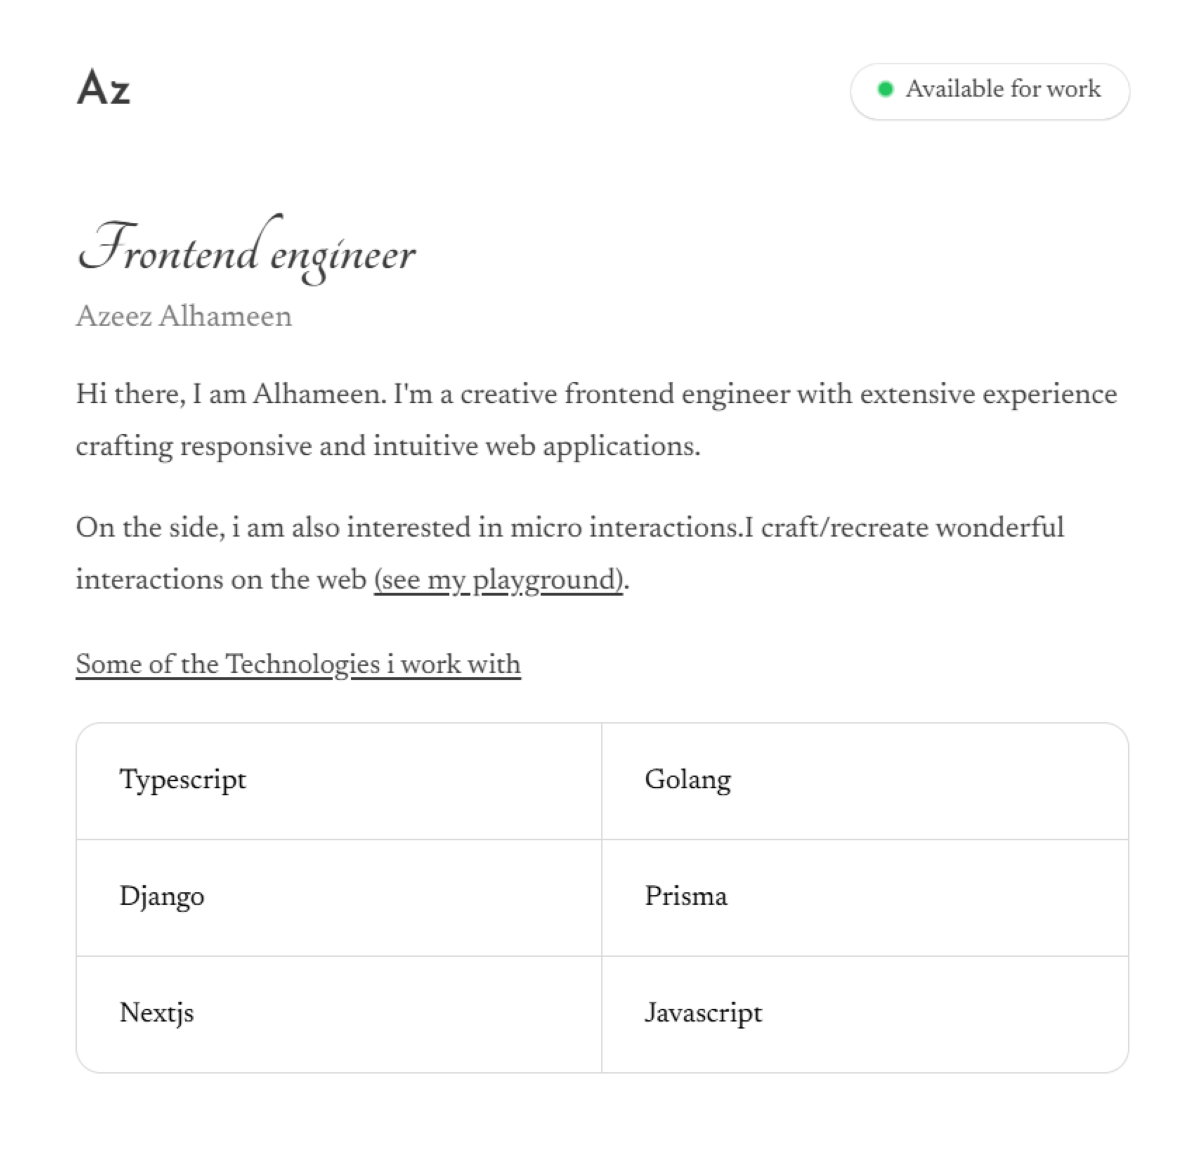 Az
Available for work
Frontend engineer
Azeez Alhameen
Hi there, I am Alhameen. I'm a creative frontend engineer with extensive experience
crafting responsive and intuitive web applications.
On the side, i am also interested in micro interactions.I craft/recreate wonderful
interactions on the web (see my playground).
Some of the Technologies i work with
Typescript
Golang
Django
Prisma
Nextjs
Javascript